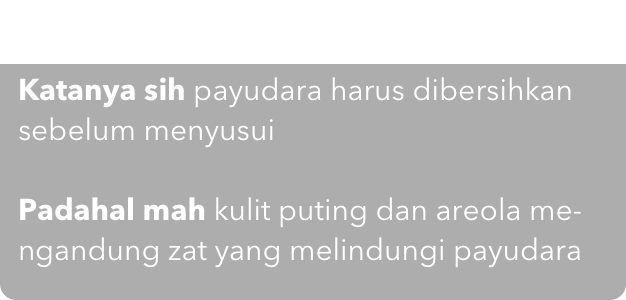 Katanya sih payudara harus dibersihkan
sebelum menyusui
Padahal mah kulit puting dan areola me-
ngandung zat yang melindungi payudara